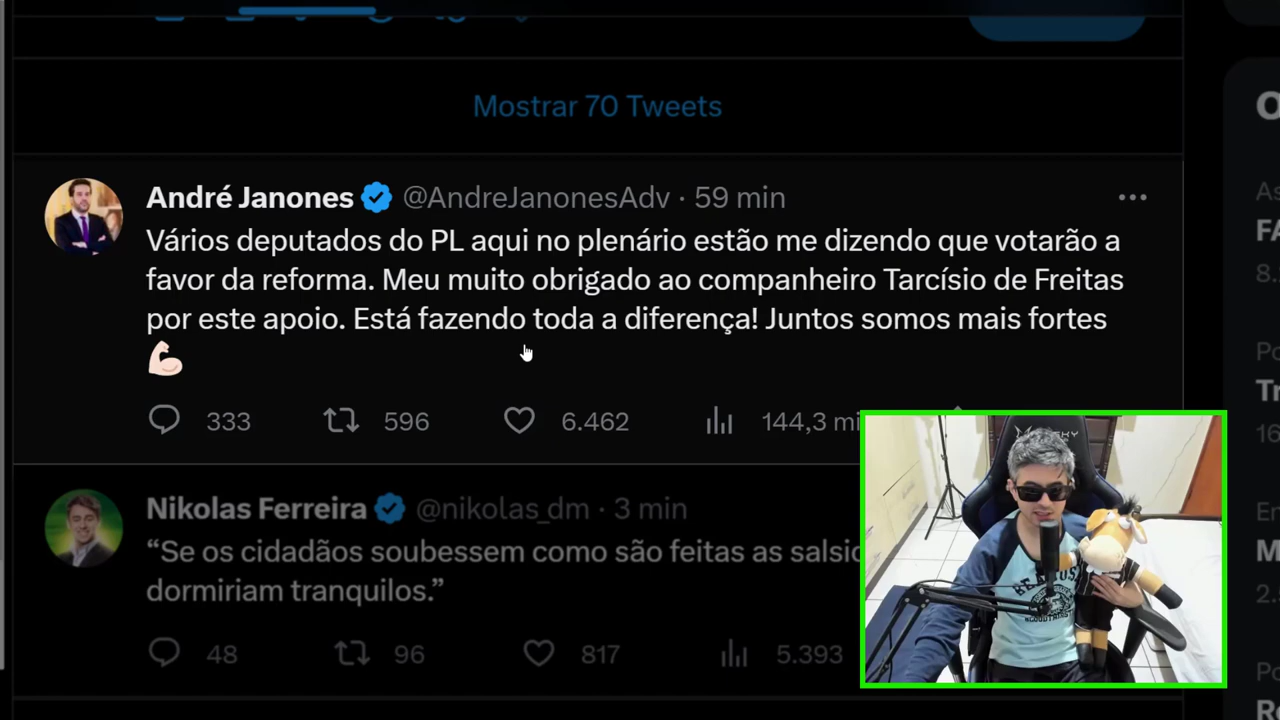 Mostrar 70 Tweets
André Janones @AndreJanonesAdv · 59 min
Vários deputados do PL aqui no plenário estão me dizendo que votarão a
favor da reforma. Meu muito obrigado ao companheiro Tarcísio de Freitas
por este apoio. Está fazendo toda a diferença! Juntos somos mais fortes
💪🏻
333 596 6.462 144,3 mi
Nikolas Ferreira @nikolas_dm · 3 min
“Se os cidadãos soubessem como são feitas as salsic
dormiriam tranquilos.”
48 96 817 5.393